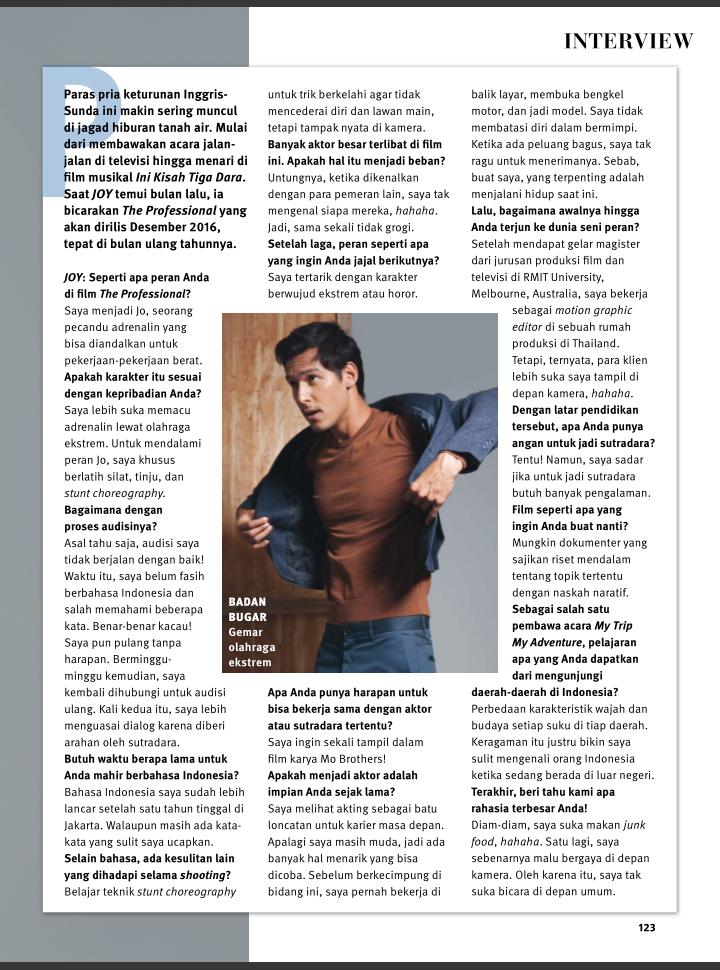 INTERVIEW
Paras pria keturunan Inggris-
Sunda ini makin sering muncul
di jagad hiburan tanah air. Mulai
dari membawakan acara jalan-
jalan di televisi hingga menari di
film musikal Ini Kisah Tiga Dara.
Saat JOY temui bulan lalu, ia
bicarakan The Professional yang
akan dirilis Desember 2016,
tepat di bulan ulang tahunnya.
JOY: Seperti apa peran Anda
di film The Professional?
Saya menjadi Jo, seorang
pecandu adrenalin yang
bisa diandalkan untuk
pekerjaan-pekerjaan berat.
Apakah karakter itu sesuai
dengan kepribadian Anda?
Saya lebih suka memacu
adrenalin lewat olahraga
ekstrem. Untuk mendalami
peran Jo, saya khusus
berlatih silat, tinju, dan
stunt choreography.
Bagaimana dengan
proses audisinya?
Asal tahu saja, audisi saya
tidak berjalan dengan baik!
Waktu itu, saya belum fasih
berbahasa Indonesia dan
salah memahami beberapa
kata. Benar-benar kacau!
Saya pun pulang tanpa
harapan. Berminggu-
minggu kemudian, saya
kembali dihubungi untuk audisi
ulang. Kali kedua itu, saya lebih
menguasai dialog karena diberi
arahan oleh sutradara.
Butuh waktu berapa lama untuk
Anda mahir berbahasa Indonesia?
Bahasa Indonesia saya sudah lebih
lancar setelah satu tahun tinggal di
Jakarta. Walaupun masih ada kata-
kata yang sulit saya ucapkan.
Selain bahasa, ada kesulitan lain
yang dihadapi selama shooting?
Belajar teknik stunt choreography
untuk trik berkelahi agar tidak
mencederai diri dan lawan main,
tetapi tampak nyata di kamera.
Banyak aktor besar terlibat di film
ini. Apakah hal itu menjadi beban?
Untungnya, ketika dikenalkan
dengan para pemeran lain, saya tak
mengenal siapa mereka, hahaha.
Jadi, sama sekali tidak grogi.
Setelah laga, peran seperti apa
yang ingin Anda jajal berikutnya?
Saya tertarik dengan karakter
berwujud ekstrem atau horor.
BADAN
BUGAR
Gemar
olahraga
ekstrem
Apa Anda punya harapan untuk
bisa bekerja sama dengan aktor
atau sutradara tertentu?
Saya ingin sekali tampil dalam
film karya Mo Brothers!
Apakah menjadi aktor adalah
impian Anda sejak lama?
Saya melihat akting sebagai batu
loncatan untuk karier masa depan.
Apalagi saya masih muda, jadi ada
banyak hal menarik yang bisa
dicoba. Sebelum berkecimpung di
bidang ini, saya pernah bekerja di
balik layar, membuka bengkel
motor, dan jadi model. Saya tidak
membatasi diri dalam bermimpi.
Ketika ada peluang bagus, saya tak
ragu untuk menerimanya. Sebab,
buat saya, yang terpenting adalah
menjalani hidup saat ini.
Lalu, bagaimana awalnya hingga
Anda terjun ke dunia seni peran?
Setelah mendapat gelar magister
dari jurusan produksi film dan
televisi di RMIT University,
Melbourne, Australia, saya bekerja
sebagai motion graphic
editor di sebuah rumah
produksi di Thailand.
Tetapi, ternyata, para klien
lebih suka saya tampil di
depan kamera, hahaha.
Dengan latar pendidikan
tersebut, apa Anda punya
angan untuk jadi sutradara?
Tentu! Namun, saya sadar
jika untuk jadi sutradara
butuh banyak pengalaman.
Film seperti apa yang
ingin Anda buat nanti?
Mungkin dokumenter yang
sajikan riset mendalam
tentang topik tertentu
dengan naskah naratif.
Sebagai salah satu
pembawa acara My Trip
My Adventure, pelajaran
apa yang Anda dapatkan
dari mengunjungi
daerah-daerah di Indonesia?
Perbedaan karakteristik wajah dan
budaya setiap suku di tiap daerah.
Keragaman itu justru bikin saya
sulit mengenali orang Indonesia
ketika sedang berada di luar negeri.
Terakhir, beri tahu kami apa
rahasia terbesar Anda!
Diam-diam, saya suka makan junk
food, hahaha. Satu lagi, saya
sebenarnya malu bergaya di depan
kamera. Oleh karena itu, saya tak
suka bicara di depan umum.
123